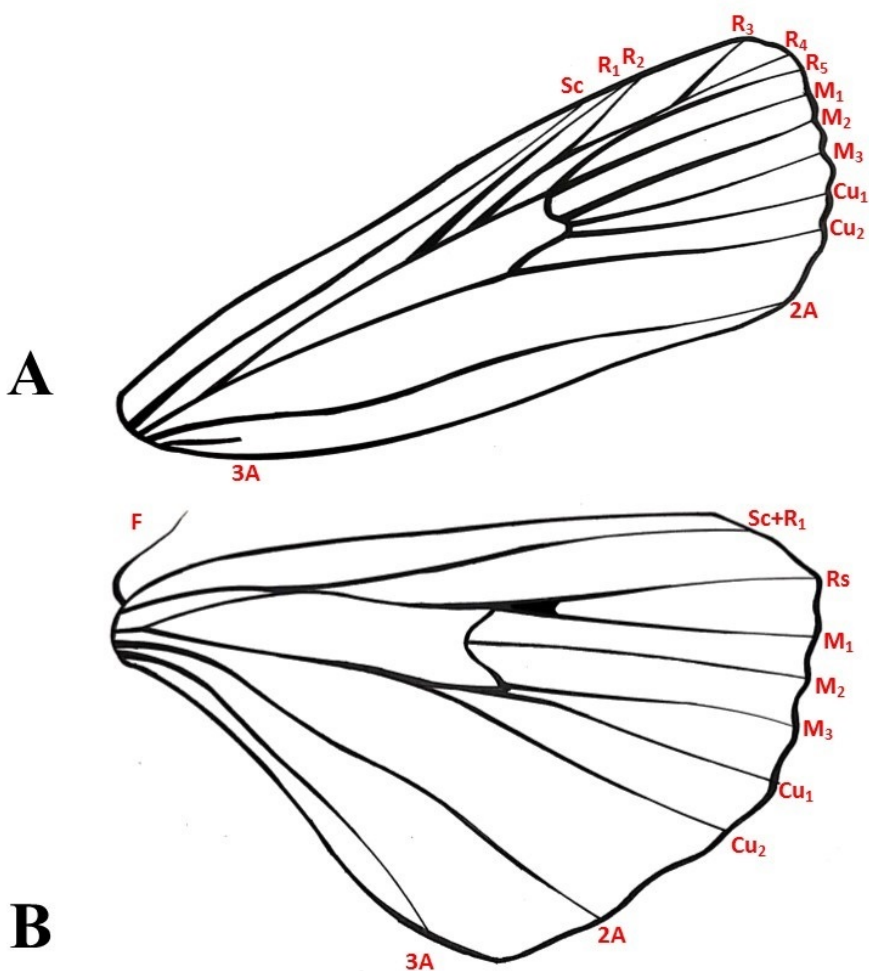 R₃
R₄
R₁ R₂
R₅
Sc
M₁
M₂
M₃
Cu₁
Cu₂
2A
A
3A
F
Sc+R₁
Rs
M₁
M₂
M₃
Cu₁
Cu₂
B
2A
3A